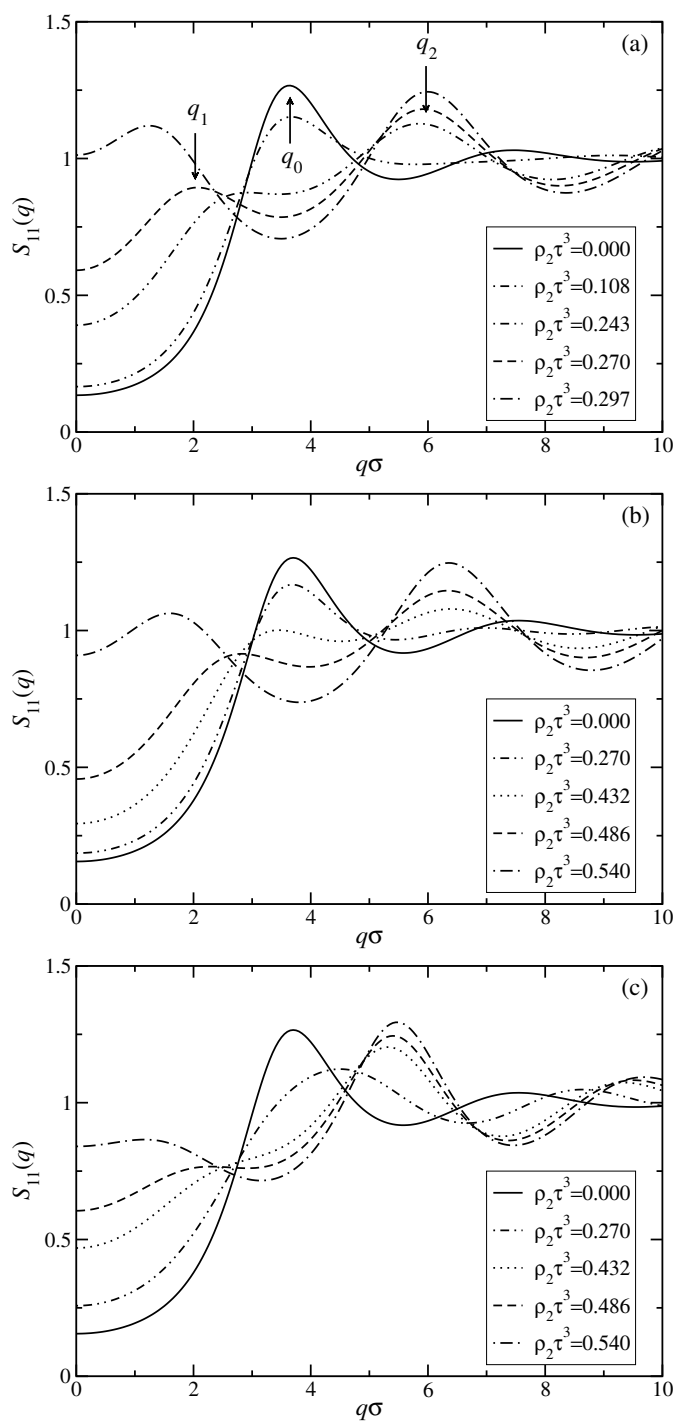 1.5
(a)
q₂
q₁
1
q₀
S₁₁(q)
0.5
ρ₂τ³=0.000
ρ₂τ³=0.108
ρ₂τ³=0.243
ρ₂τ³=0.270
ρ₂τ³=0.297
0
0 2 4 6 8 10
qσ
1.5
(b)
1
S₁₁(q)
0.5
ρ₂τ³=0.000
ρ₂τ³=0.270
ρ₂τ³=0.432
ρ₂τ³=0.486
ρ₂τ³=0.540
0
0 2 4 6 8 10
qσ
1.5
(c)
1
S₁₁(q)
0.5
ρ₂τ³=0.000
ρ₂τ³=0.270
ρ₂τ³=0.432
ρ₂τ³=0.486
ρ₂τ³=0.540
0
0 2 4 6 8 10
qσ